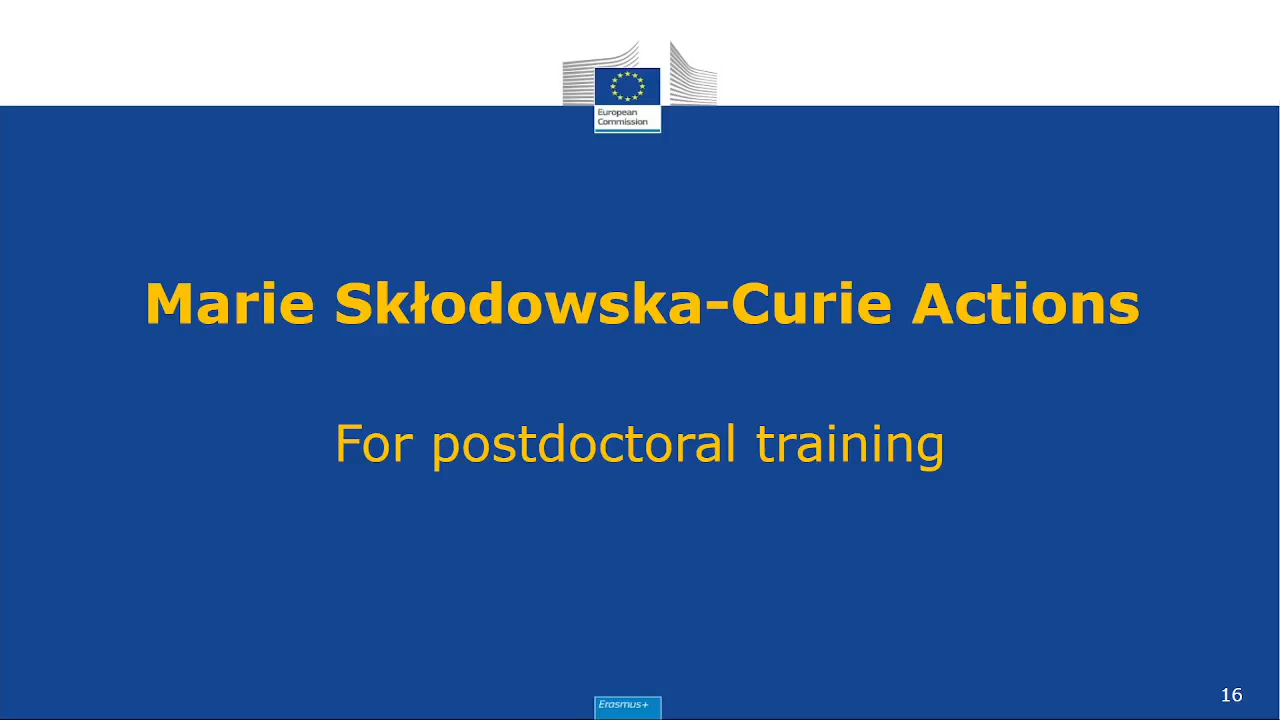 European
Commission
Marie Skłodowska-Curie Actions
For postdoctoral training
16
Erasmus+